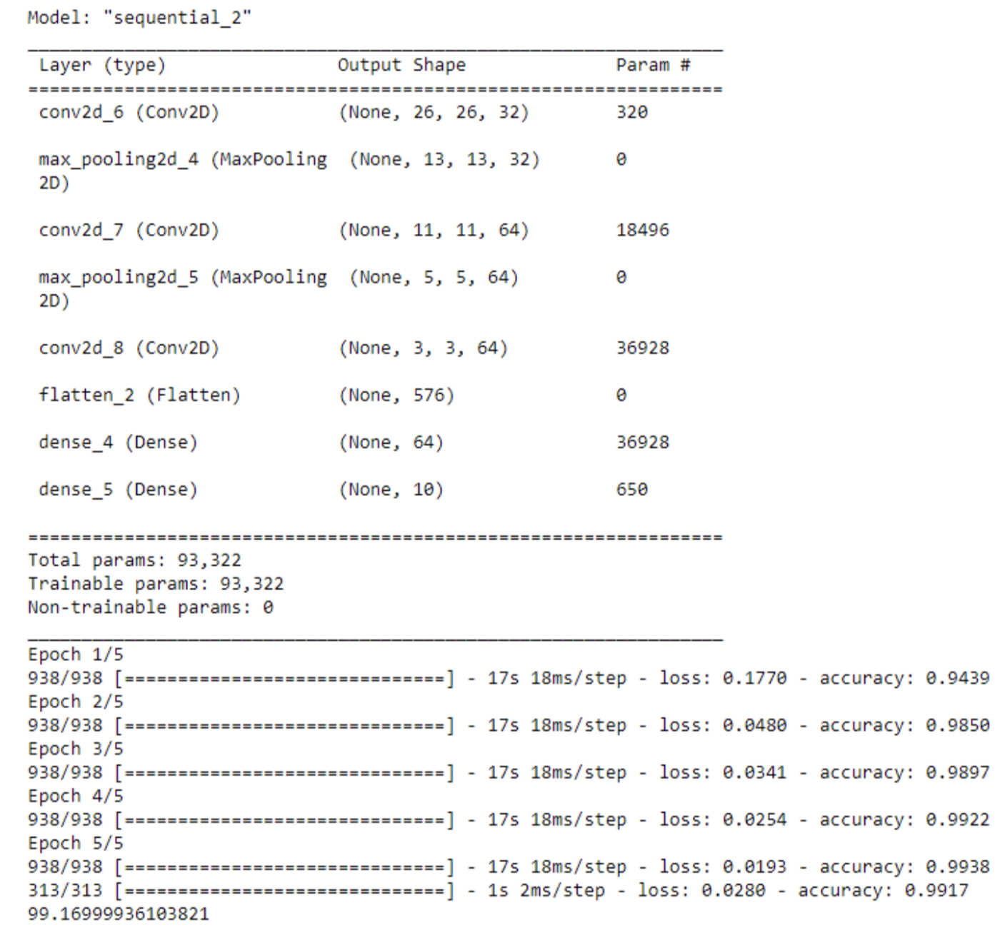 Model: "sequential_2"
_________________________________________________________________
Layer (type) Output Shape Param #
=================================================================
conv2d_6 (Conv2D) (None, 26, 26, 32) 320
max_pooling2d_4 (MaxPooling (None, 13, 13, 32) 0
2D)
conv2d_7 (Conv2D) (None, 11, 11, 64) 18496
max_pooling2d_5 (MaxPooling (None, 5, 5, 64) 0
2D)
conv2d_8 (Conv2D) (None, 3, 3, 64) 36928
flatten_2 (Flatten) (None, 576) 0
dense_4 (Dense) (None, 64) 36928
dense_5 (Dense) (None, 10) 650
=================================================================
Total params: 93,322
Trainable params: 93,322
Non-trainable params: 0
_________________________________________________________________
Epoch 1/5
938/938 [==============================] - 17s 18ms/step - loss: 0.1770 - accuracy: 0.9439
Epoch 2/5
938/938 [==============================] - 17s 18ms/step - loss: 0.0480 - accuracy: 0.9850
Epoch 3/5
938/938 [==============================] - 17s 18ms/step - loss: 0.0341 - accuracy: 0.9897
Epoch 4/5
938/938 [==============================] - 17s 18ms/step - loss: 0.0254 - accuracy: 0.9922
Epoch 5/5
938/938 [==============================] - 17s 18ms/step - loss: 0.0193 - accuracy: 0.9938
313/313 [==============================] - 1s 2ms/step - loss: 0.0280 - accuracy: 0.9917
99.16999936103821